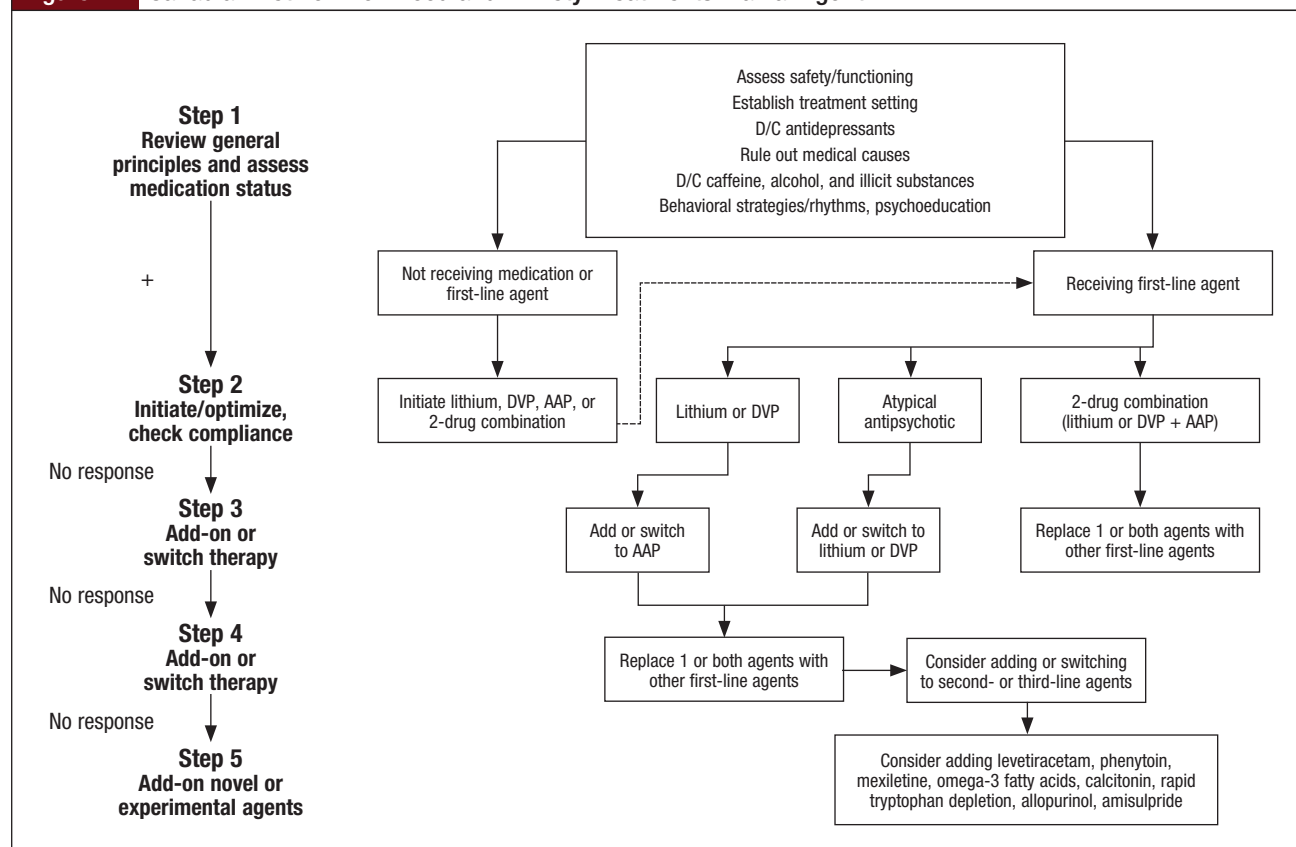 Step 1
Review general
principles and assess
medication status
+
Step 2
Initiate/optimize,
check compliance
No response
Step 3
Add-on or
switch therapy
No response
Step 4
Add-on or
switch therapy
No response
Step 5
Add-on novel or
experimental agents
Assess safety/functioning
Establish treatment setting
D/C antidepressants
Rule out medical causes
D/C caffeine, alcohol, and illicit substances
Behavioral strategies/rhythms, psychoeducation
Not receiving medication or
first-line agent
Receiving first-line agent
Initiate lithium, DVP, AAP, or
2-drug combination
Lithium or DVP
Atypical
antipsychotic
2-drug combination
(lithium or DVP + AAP)
Add or switch
to AAP
Add or switch to
lithium or DVP
Replace 1 or both agents with
other first-line agents
Replace 1 or both agents with
other first-line agents
Consider adding or switching
to second- or third-line agents
Consider adding levetiracetam, phenytoin,
mexiletine, omega-3 fatty acids, calcitonin, rapid
tryptophan depletion, allopurinol, amisulpride